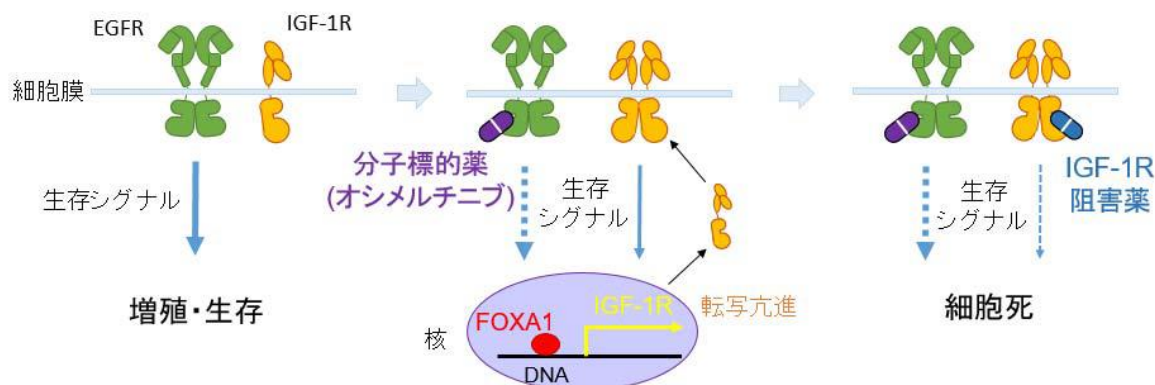 EGFR
IGF-1R
細胞膜
生存シグナル
増殖・生存
分子標的薬
(オシメルチニブ)
生存
シグナル
核
FOXA1
IGF-1R
DNA
転写亢進
生存
シグナル
IGF-1R
阻害薬
細胞死